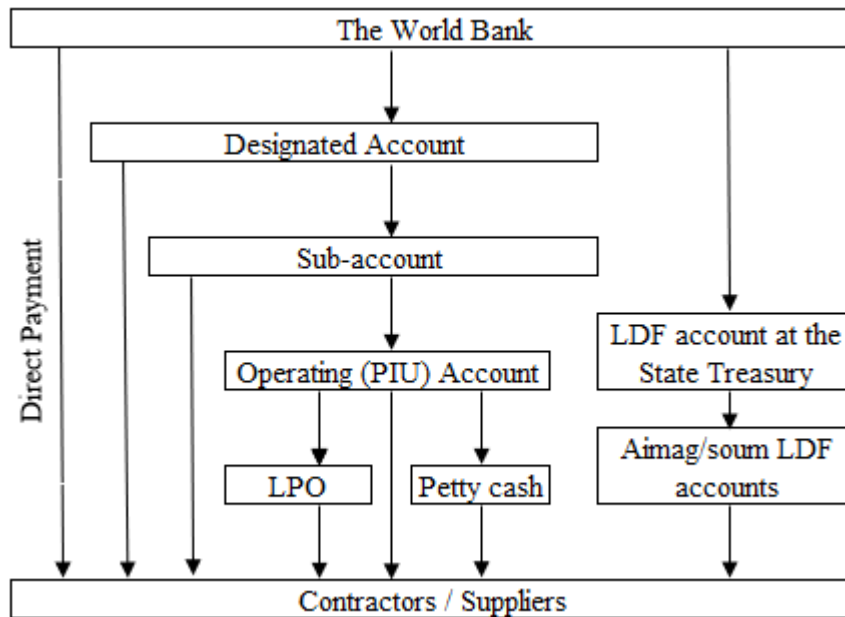 The World Bank
Designated Account
Direct Payment
Sub-account
LDF account at the
State Treasury
Operating (PIU) Account
Aimag/soum LDF
accounts
LPO
Petty cash
Contractors / Suppliers